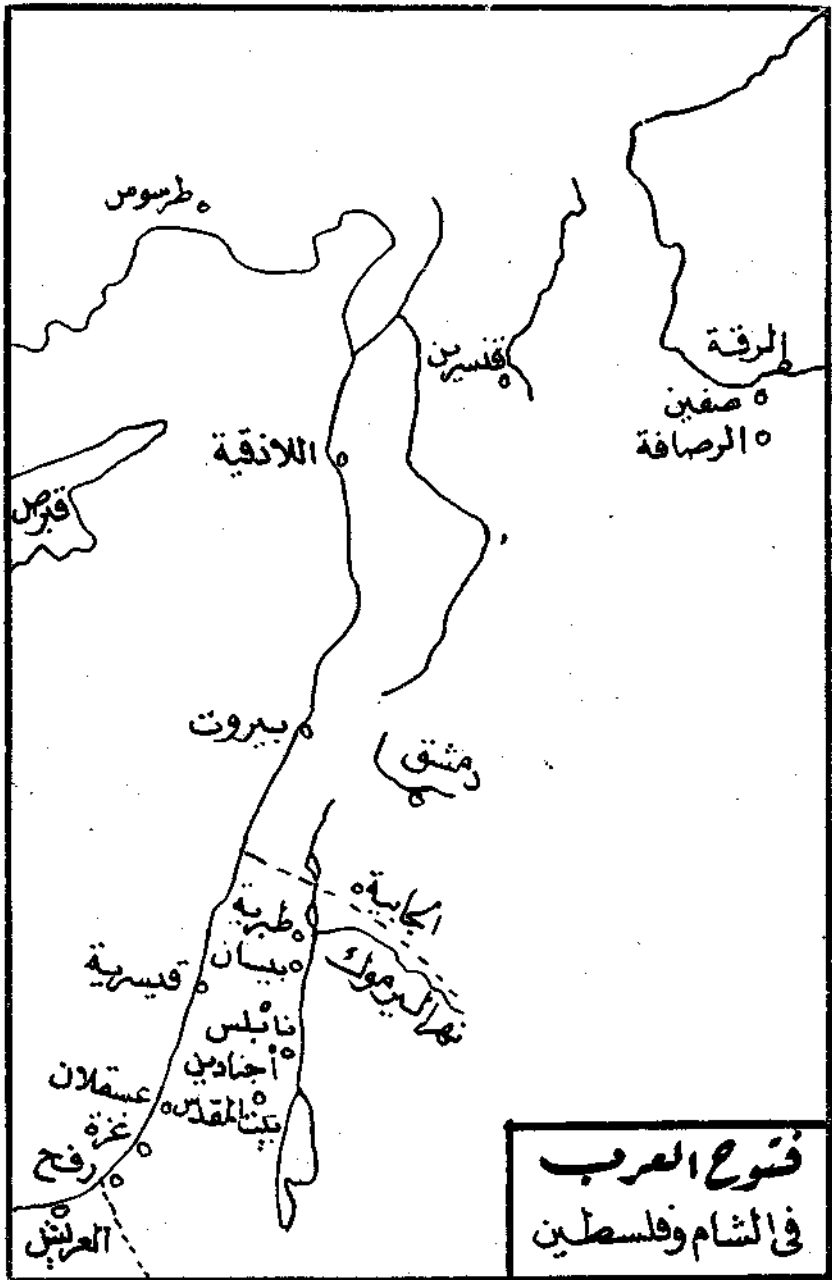 طرسوس
الرقة
قنسرين
صفين
الرصافة
اللاذقية
قبرص
بيروت
دمشق
الجابية
طبرية
بيسان
نهر اليرموك
قيسرية
نابلس
أجنادين
عسقلان
بيت المقدس
غزة
رفح
العريش
فتوح العرب
فى الشام وفلسطين